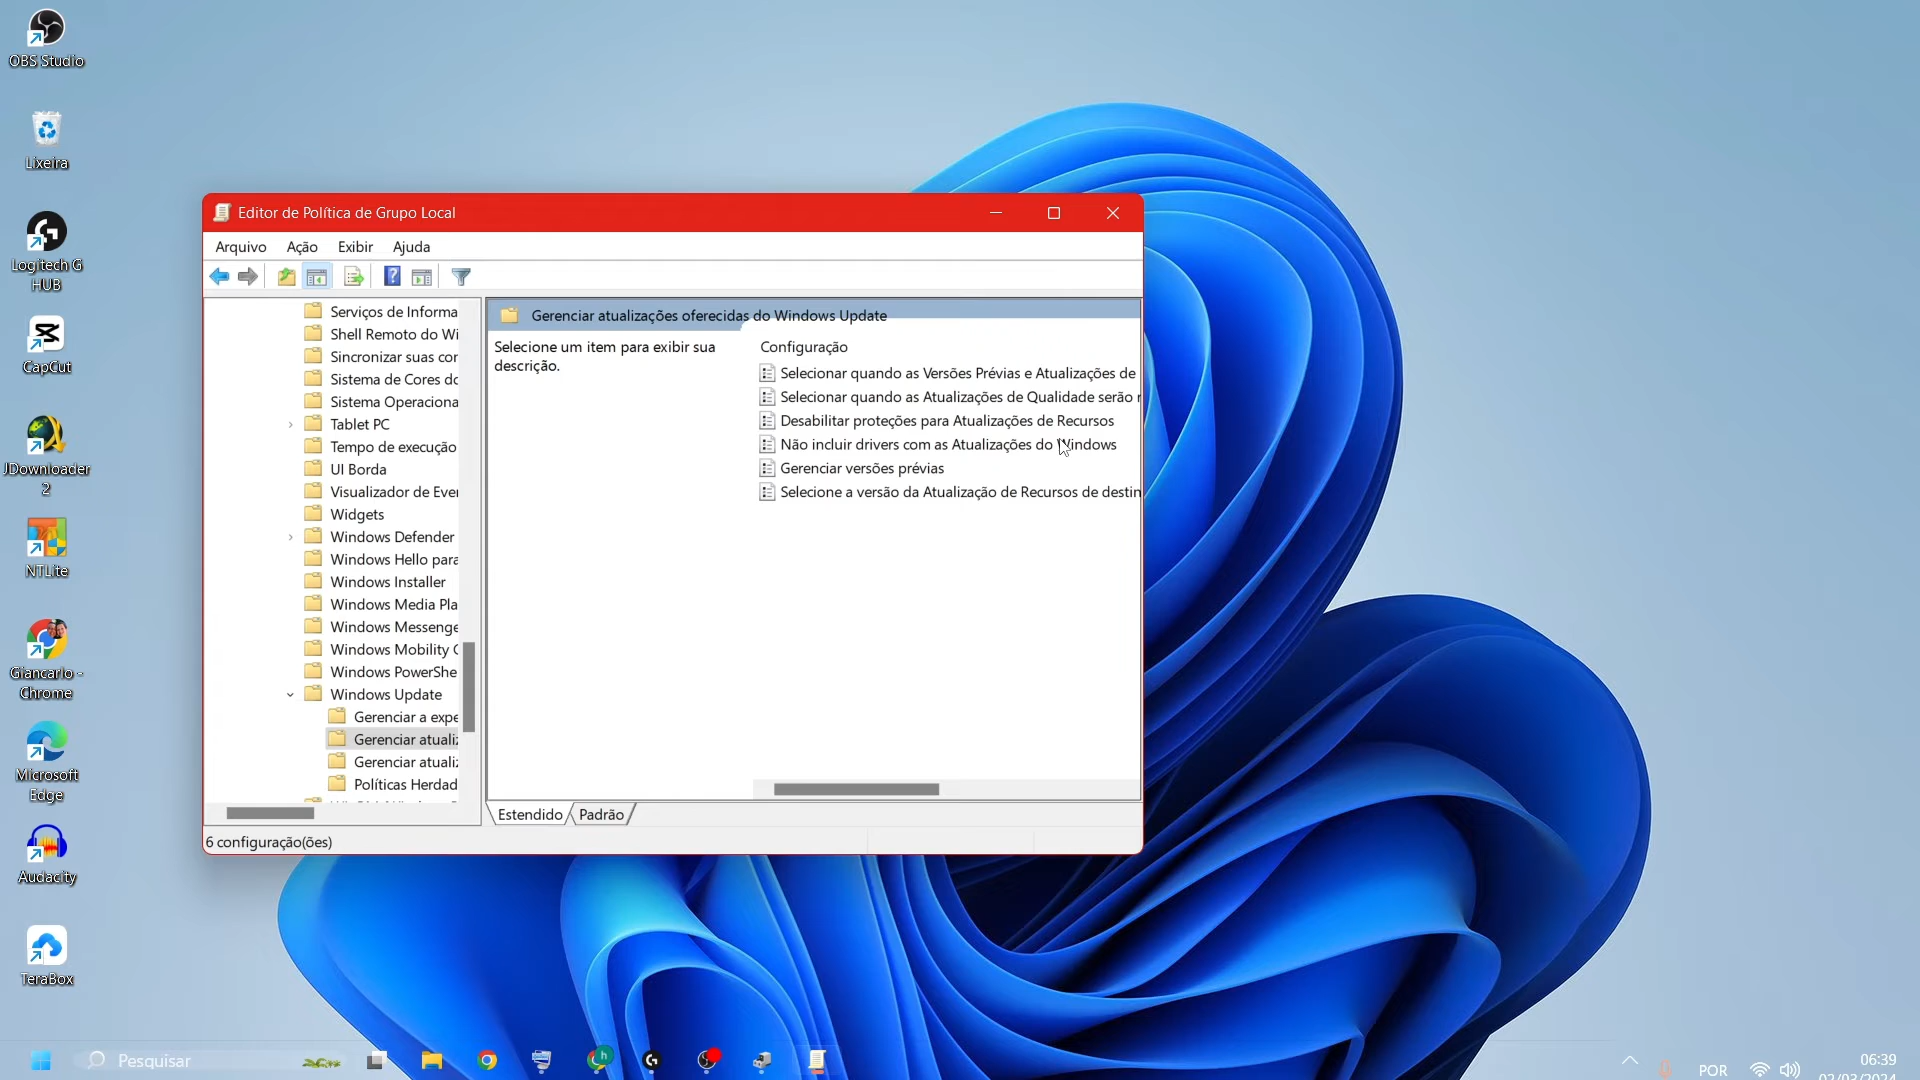 OBS Studio
Lixeira
Logitech G
HUB
CapCut
JDownloader
2
NTLite
Giancarlo -
Chrome
Microsoft
Edge
Audacity
TeraBox
Editor de Política de Grupo Local
Arquivo Ação Exibir Ajuda
Serviços de Informa
Shell Remoto do Wi
Sincronizar suas cor
Sistema de Cores do
Sistema Operaciona
Tablet PC
Tempo de execução
UI Borda
Visualizador de Ever
Widgets
Windows Defender
Windows Hello para
Windows Installer
Windows Media Pla
Windows Messenge
Windows Mobility C
Windows PowerShe
Windows Update
Gerenciar a expe
Gerenciar atualiz
Gerenciar atualiz
Políticas Herdad
Gerenciar atualizações oferecidas do Windows Update
Selecione um item para exibir sua
descrição.
Configuração
Selecionar quando as Versões Prévias e Atualizações de
Selecionar quando as Atualizações de Qualidade serão r
Desabilitar proteções para Atualizações de Recursos
Não incluir drivers com as Atualizações do Windows
Gerenciar versões prévias
Selecione a versão da Atualização de Recursos de destin
Estendido Padrão
6 configuração(ões)
Pesquisar
h
POR
06:39
02/03/2024